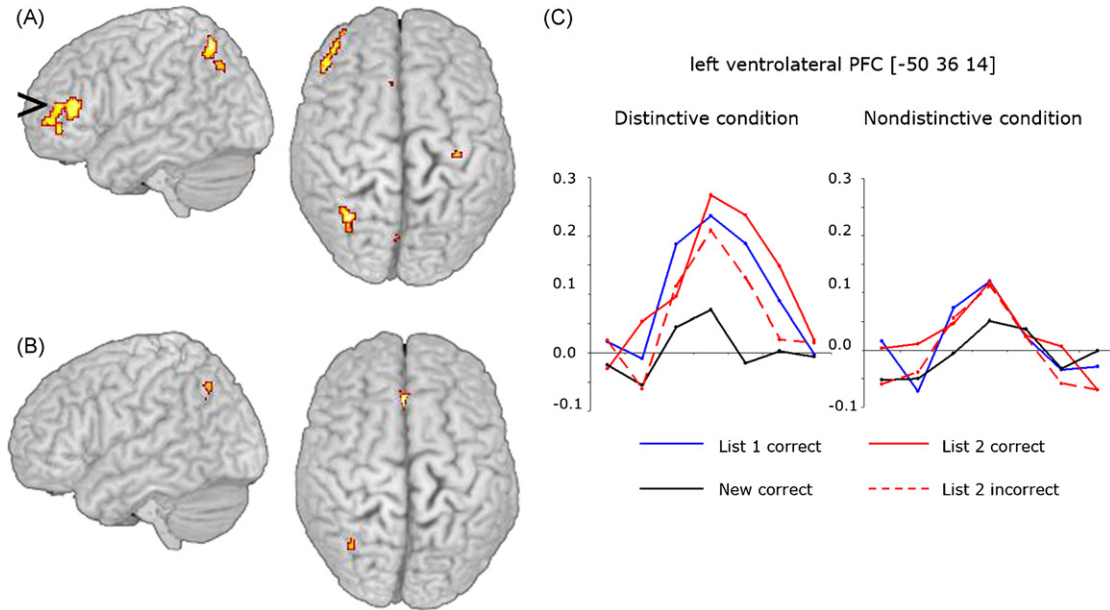 (A)
(B)
(C)
left ventrolateral PFC [-50 36 14]
Distinctive condition
Nondistinctive condition
0.3
0.2
0.1
0.0
-0.1
0.3
0.2
0.1
0.0
-0.1
List 1 correct
List 2 correct
New correct
List 2 incorrect